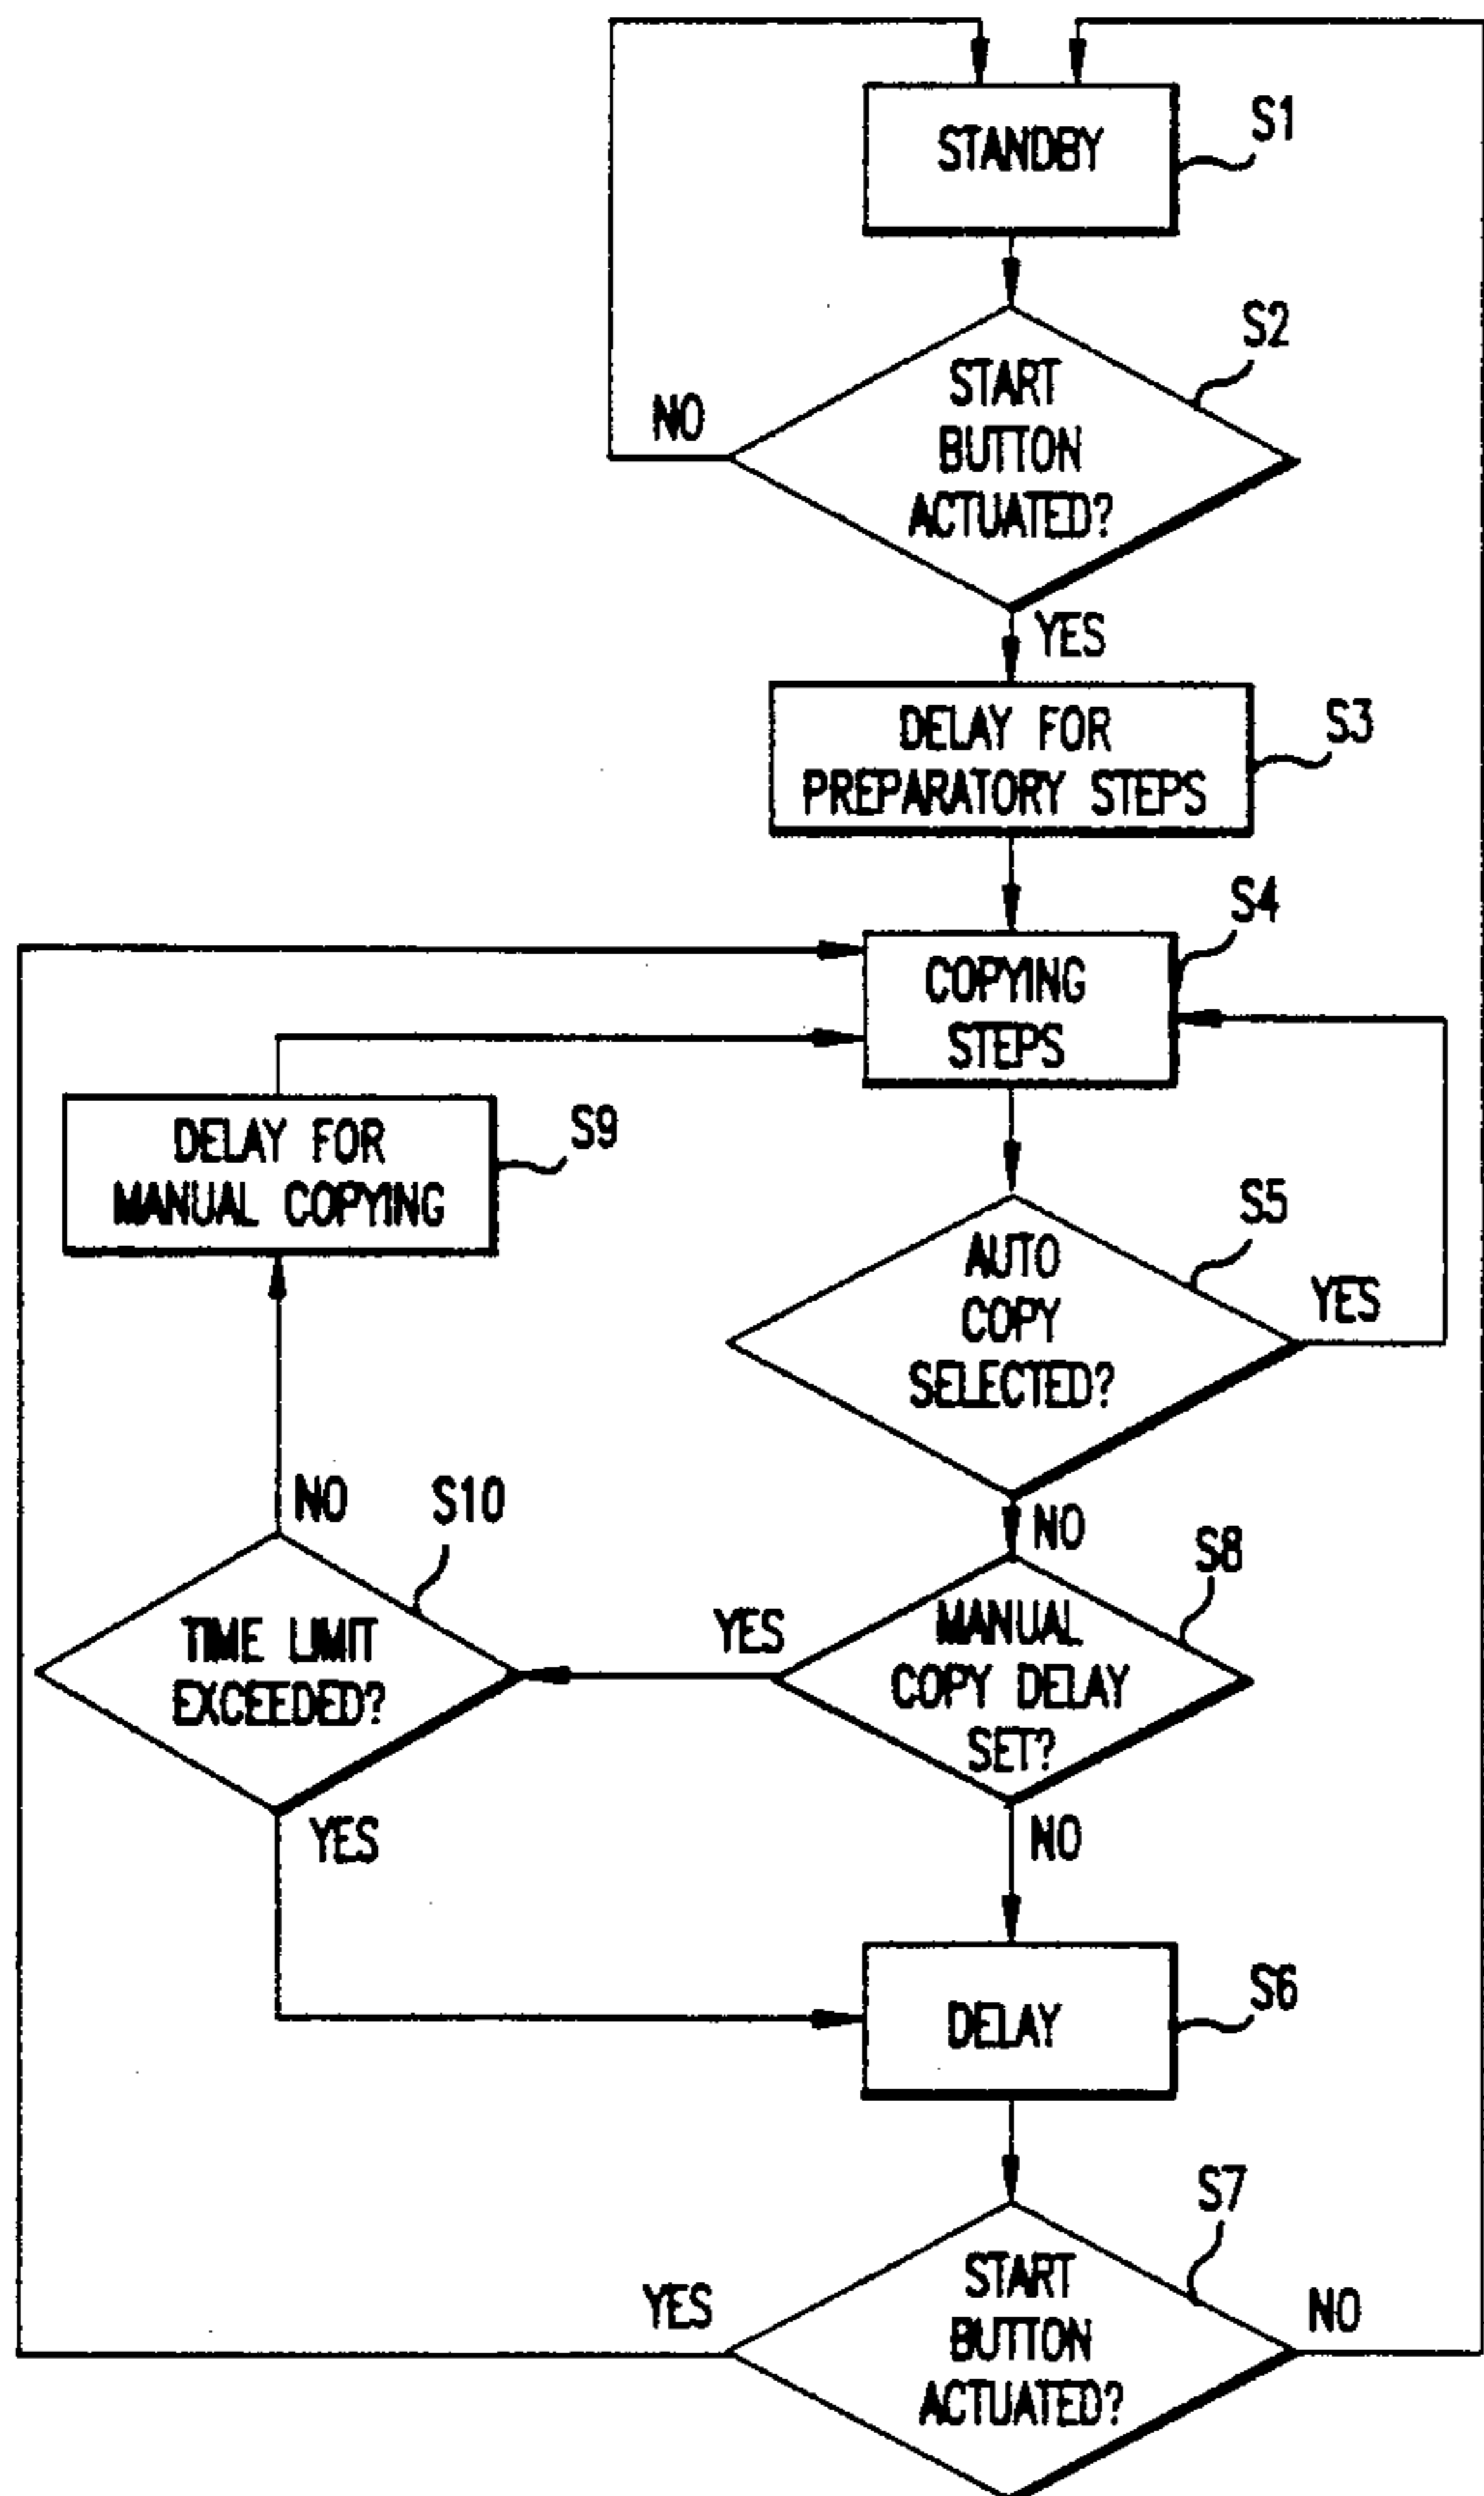 STANDBY
S1
S2
START
BUTTON
ACTUATED?
NO
YES
DELAY FOR
PREPARATORY STEPS
S3
S4
COPYING
STEPS
DELAY FOR
MANUAL COPYING
S9
S5
AUTO
COPY
SELECTED?
YES
NO
NO
S10
TIME LIMIT
EXCEEDED?
YES
S8
MANUAL
COPY DELAY
SET?
YES
NO
DELAY
S6
S7
START
BUTTON
ACTUATED?
YES
NO